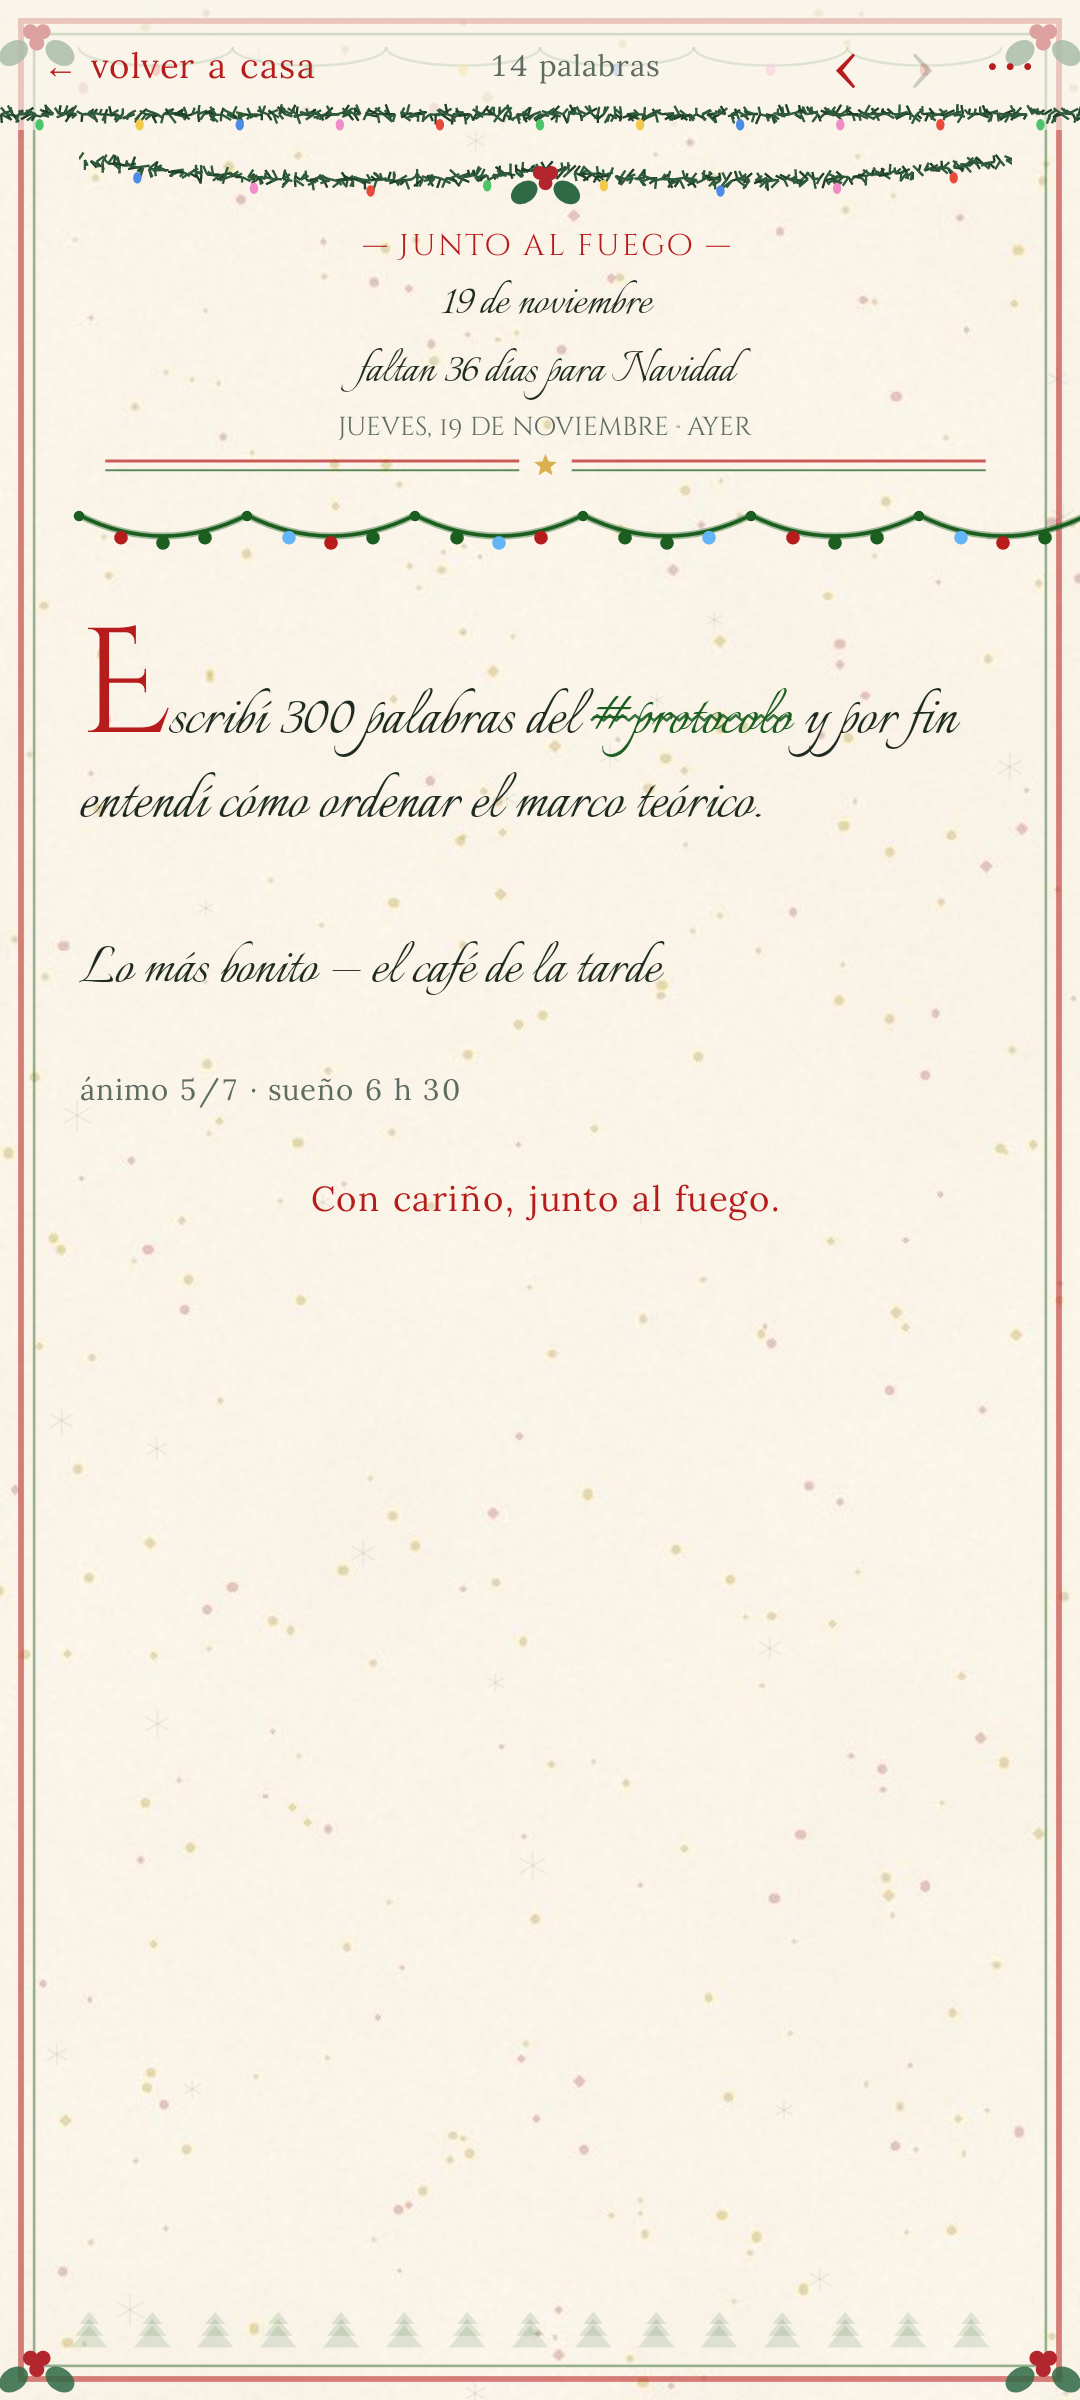 ← volver a casa 14 palabras
— JUNTO AL FUEGO —
19 de noviembre
faltan 36 días para Navidad
JUEVES, 19 DE NOVIEMBRE · AYER
Escribí 300 palabras del #protocolo y por fin
entendí cómo ordenar el marco teórico.
Lo más bonito — el café de la tarde
ánimo 5/7 · sueño 6 h 30
Con cariño, junto al fuego.